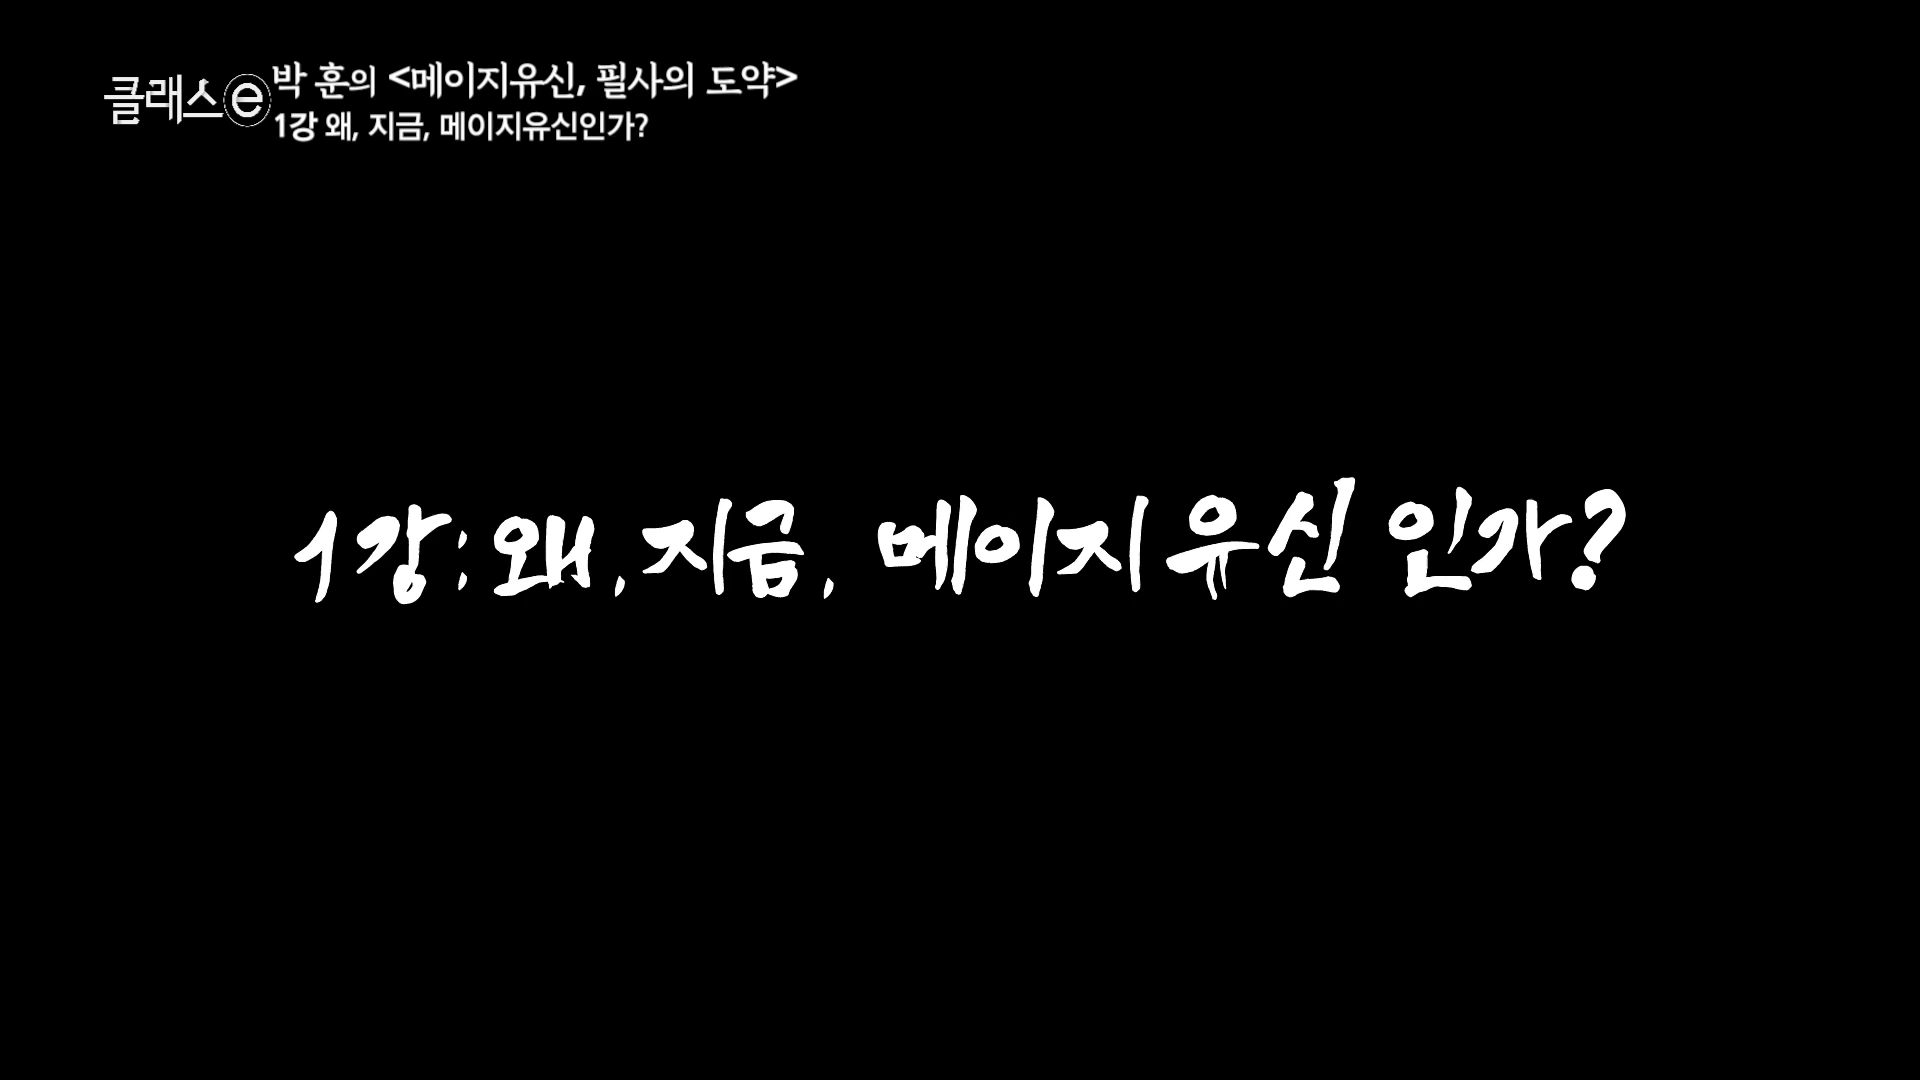 클래스e
박 훈의 <메이지유신, 필사의 도약>
1강 왜, 지금, 메이지유신인가?
1강: 왜, 지금, 메이지유신 인가?